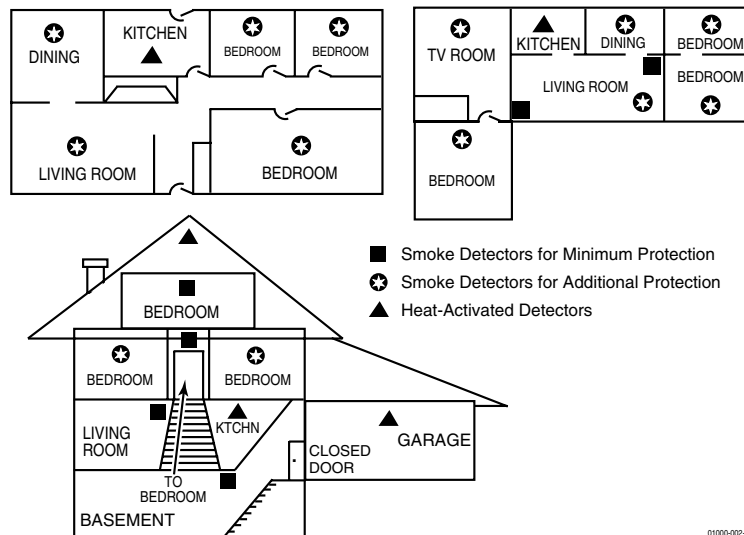 DINING
KITCHEN
BEDROOM
BEDROOM
LIVING ROOM
BEDROOM
TV ROOM
KITCHEN
DINING
BEDROOM
LIVING ROOM
BEDROOM
BEDROOM
Smoke Detectors for Minimum Protection
Smoke Detectors for Additional Protection
Heat-Activated Detectors
BEDROOM
BEDROOM
BEDROOM
LIVING
ROOM
KTCHN
CLOSED
DOOR
GARAGE
TO
BEDROOM
BASEMENT